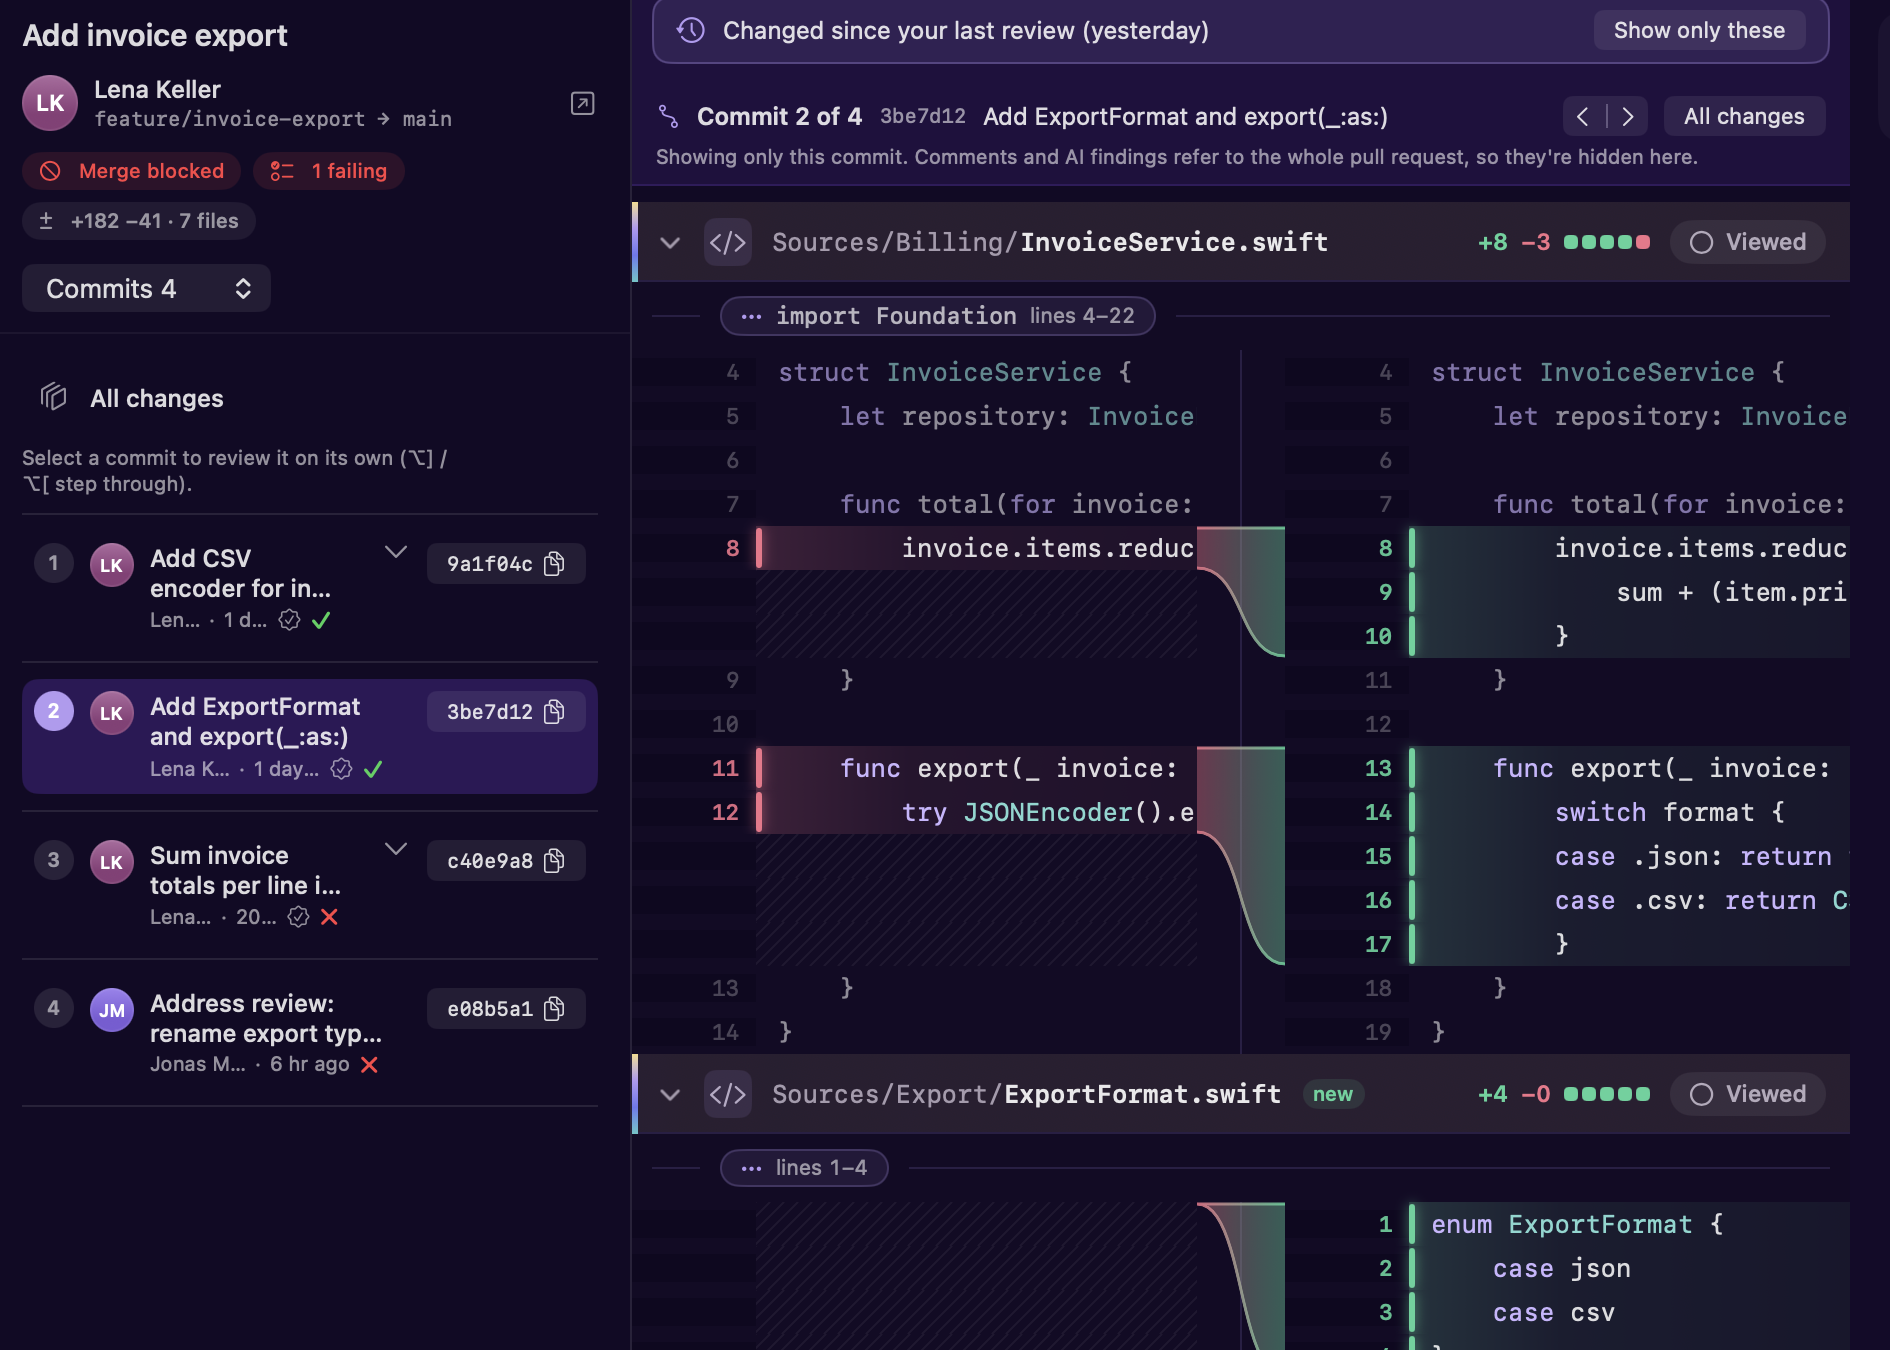 Add invoice export
LK
Lena Keller
feature/invoice-export → main
Merge blocked
1 failing
+182 −41 · 7 files
Commits 4
All changes
Select a commit to review it on its own (⌥] /
⌥[ step through).
1
LK
Add CSV
encoder for in...
9a1f04c
Len... · 1 d...
2
LK
Add ExportFormat
and export(_:as:)
3be7d12
Lena K... · 1 day...
3
LK
Sum invoice
totals per line i...
c40e9a8
Lena... · 20...
4
JM
Address review:
rename export typ...
e08b5a1
Jonas M... · 6 hr ago
Changed since your last review (yesterday)
Show only these
Commit 2 of 4 3be7d12 Add ExportFormat and export(_:as:)
All changes
Showing only this commit. Comments and AI findings refer to the whole pull request, so they're hidden here.
</> Sources/Billing/InvoiceService.swift +8 −3 Viewed
··· import Foundation lines 4–22
4 struct InvoiceService {
5 let repository: Invoice
6
7 func total(for invoice:
8 invoice.items.reduc
9 }
10
11 func export(_ invoice:
12 try JSONEncoder().e
13 }
14 }
4 struct InvoiceService {
5 let repository: Invoice
6
7 func total(for invoice:
8 invoice.items.reduc
9 sum + (item.pri
10 }
11 }
12
13 func export(_ invoice:
14 switch format {
15 case .json: return
16 case .csv: return C
17 }
18 }
19 }
</> Sources/Export/ExportFormat.swift new +4 −0 Viewed
··· lines 1–4
1 enum ExportFormat {
2 case json
3 case csv